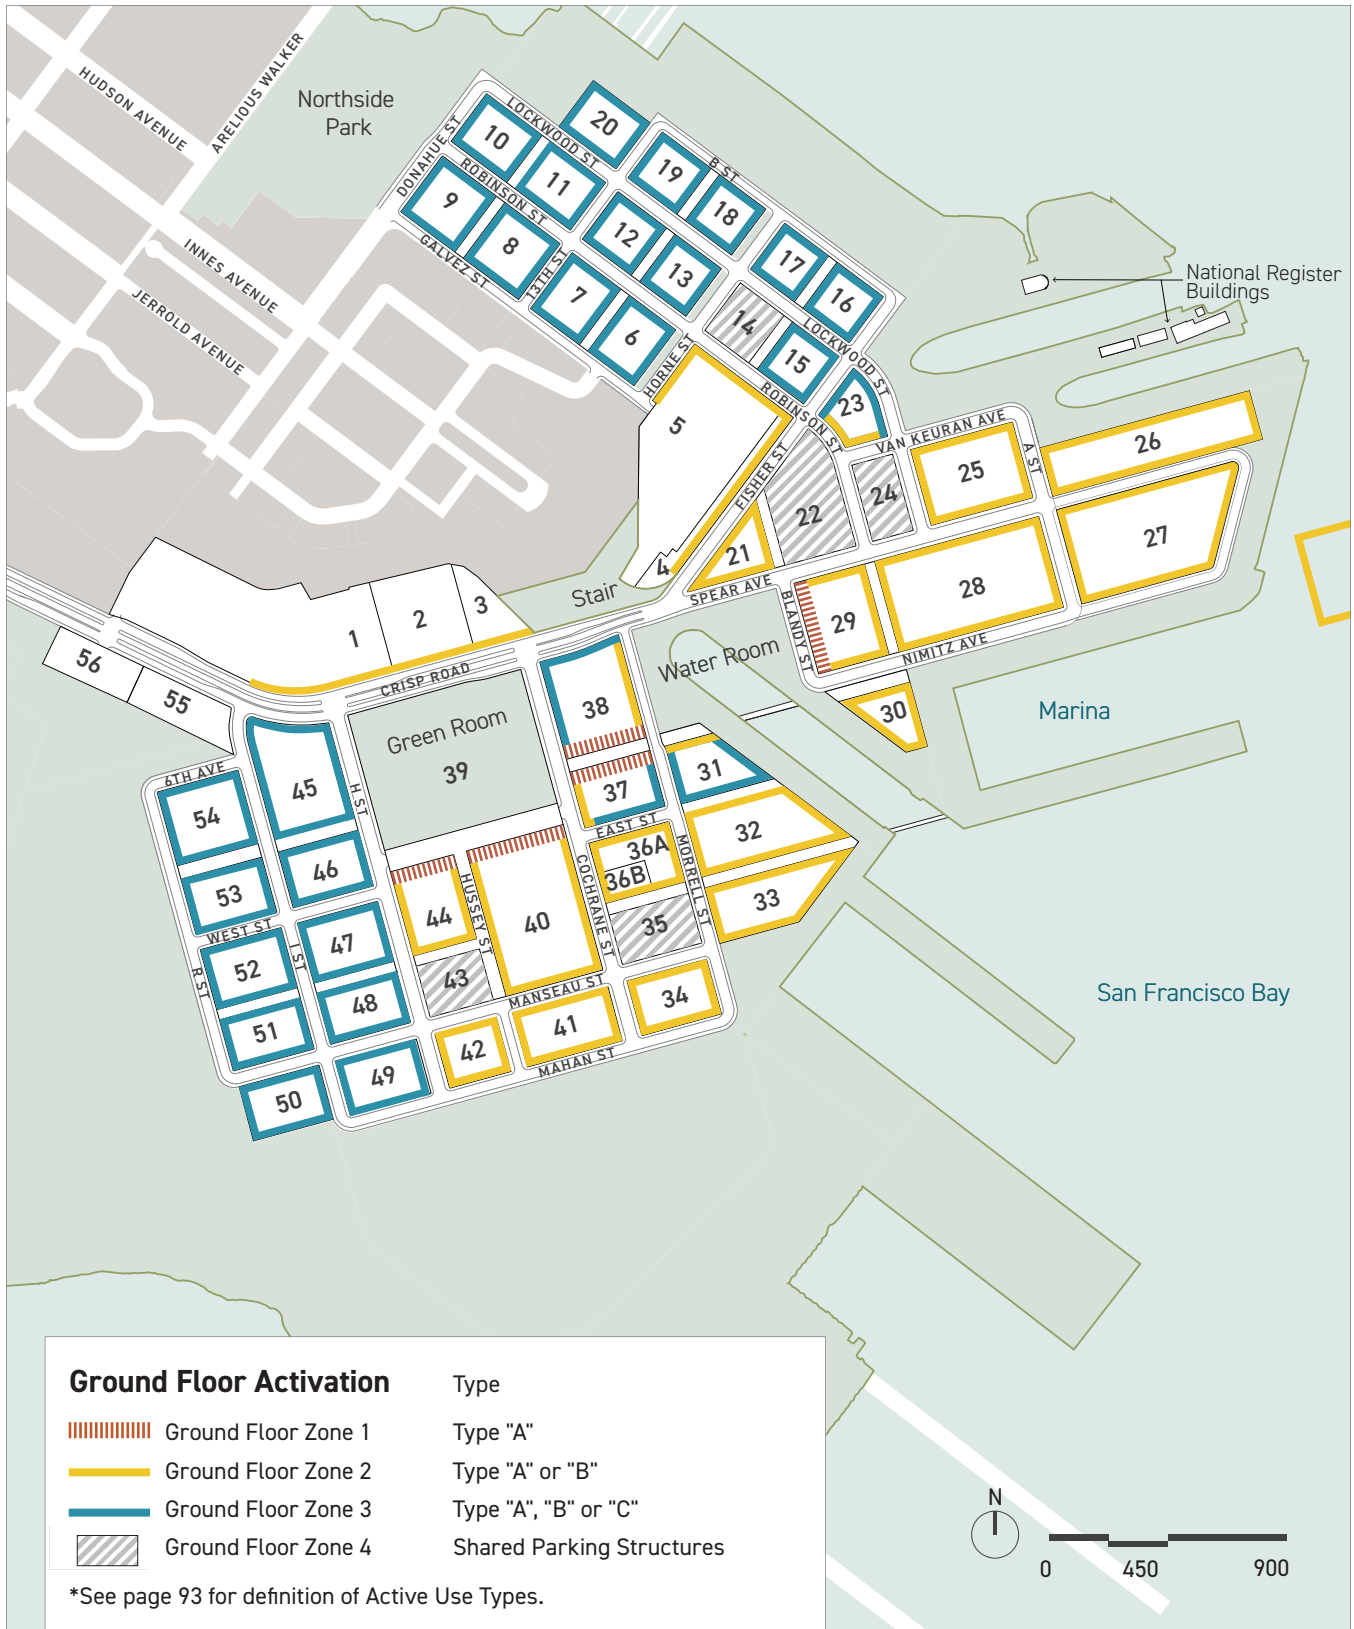 HUDSON AVENUE
ARELIOUS WALKER
Northside
Park
INNES AVENUE
JERROLD AVENUE
DONAHUE ST
LOCKWOOD ST
ROBINSON ST
GALVEZ ST
13TH ST
B ST
HORNE ST
LOCKWOOD ST
ROBINSON ST
FISHER ST
20
10
11
19
18
9
8
12
13
17
16
7
6
14
15
5
23
National Register
Buildings
VAN KEURAN AVE
A ST
26
25
24
22
27
21
4
28
29
SPEAR AVE
BLANDY ST
NIMITZ AVE
30
Stair
1
2
3
56
55
CRISP ROAD
Water Room
Marina
Green Room
39
38
37
31
EAST ST
36A
36B
32
33
35
34
6TH AVE
H ST
54
45
46
53
WEST ST
I ST
R ST
52
47
48
51
50
49
44
HUSSEY ST
40
43
COCHRANE ST
MORRELL ST
MANSEAU ST
42
41
MAHAN ST
San Francisco Bay
Ground Floor Activation Type
Ground Floor Zone 1 Type "A"
Ground Floor Zone 2 Type "A" or "B"
Ground Floor Zone 3 Type "A", "B" or "C"
Ground Floor Zone 4 Shared Parking Structures
*See page 93 for definition of Active Use Types.
N
0 450 900